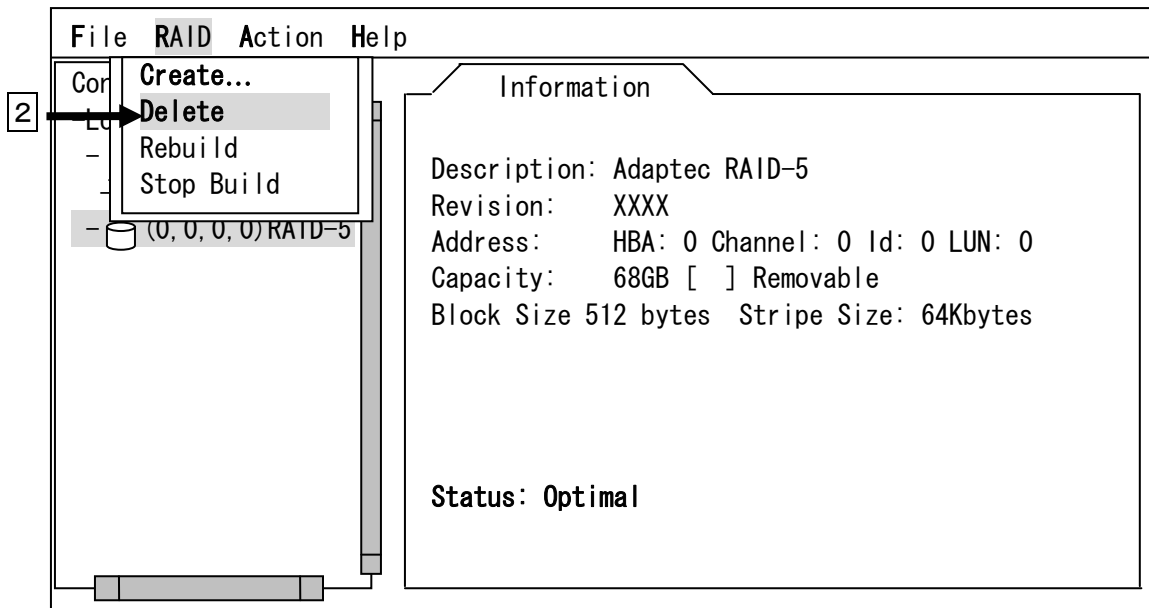 File RAID Action Help
Create...
Delete
Rebuild
Stop Build
(0,0,0,0)RAID-5
2
Information
Description: Adaptec RAID-5
Revision: XXXX
Address: HBA: 0 Channel: 0 Id: 0 LUN: 0
Capacity: 68GB [ ] Removable
Block Size 512 bytes Stripe Size: 64Kbytes
Status: Optimal